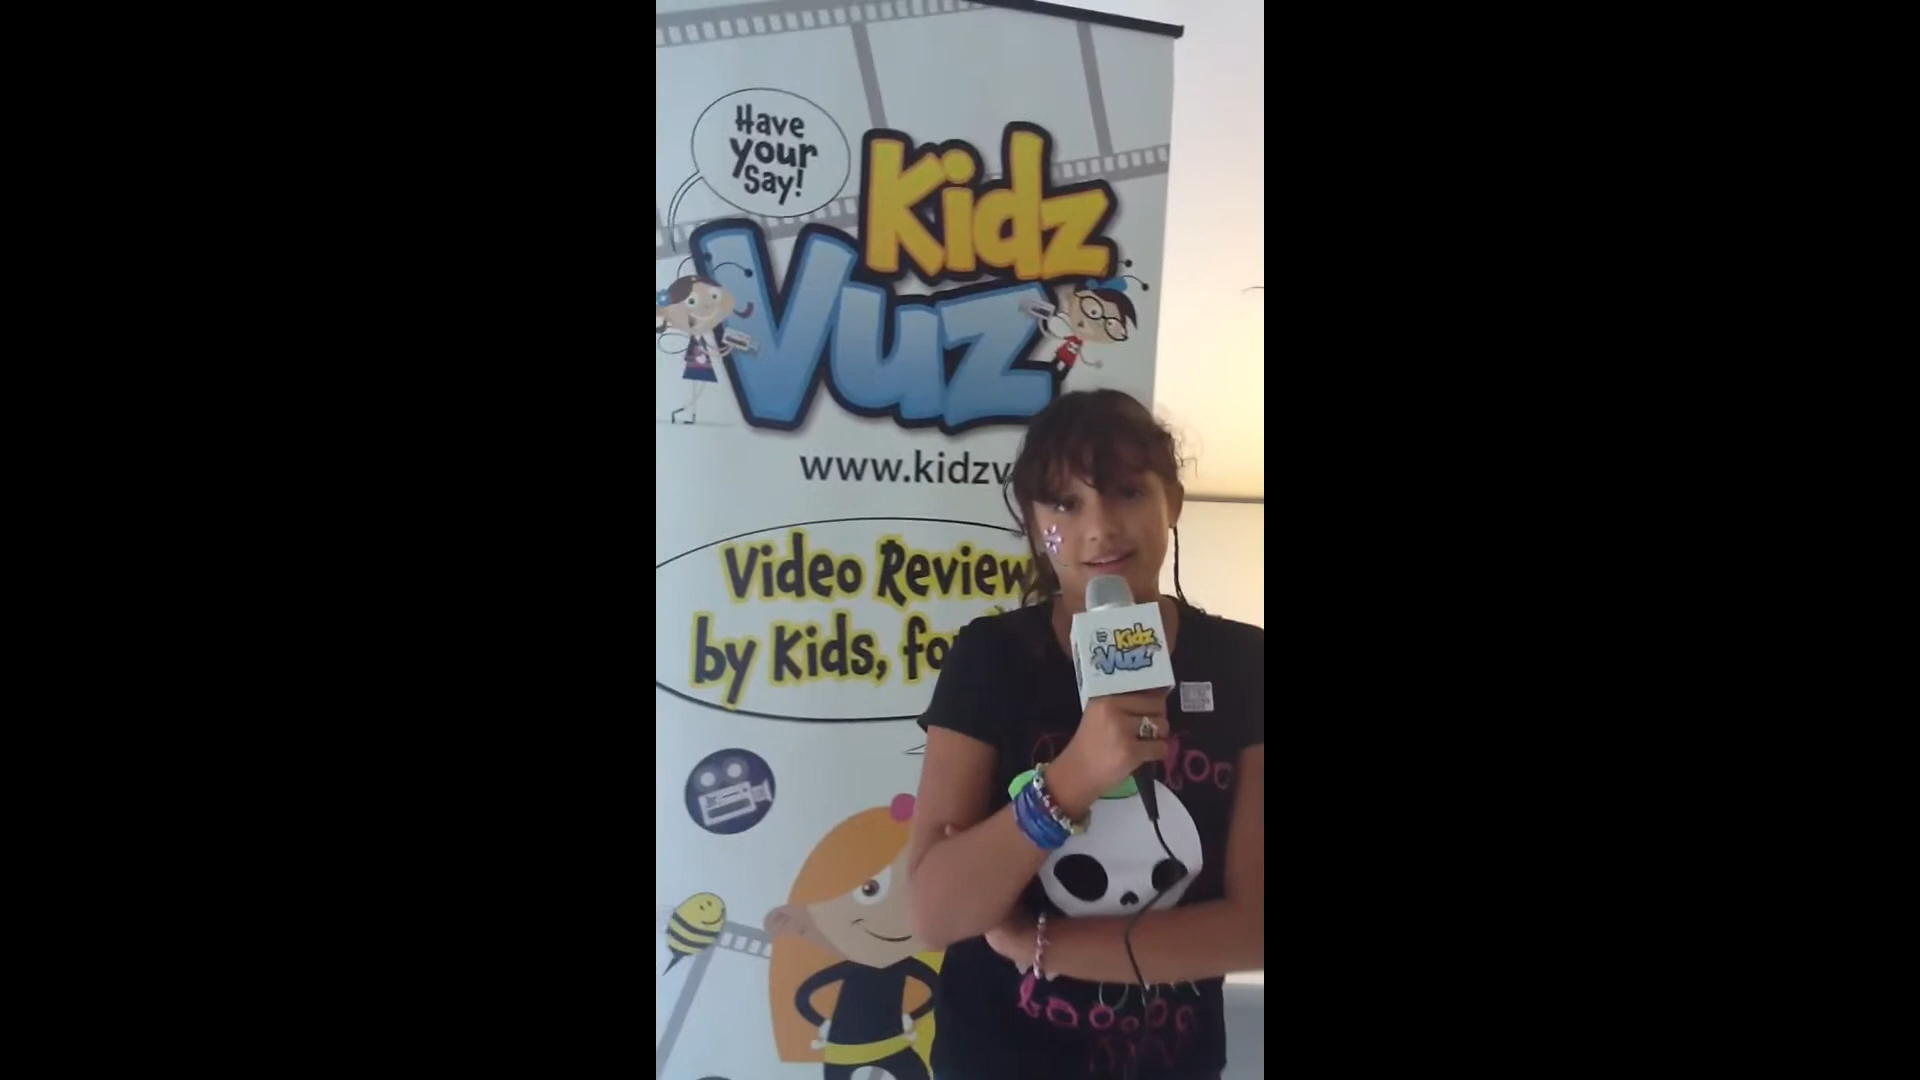 Have
your
Say!
Kidz
Vuz
www.kidzv
Video Review
by Kids, fo
Kidz
Vuz